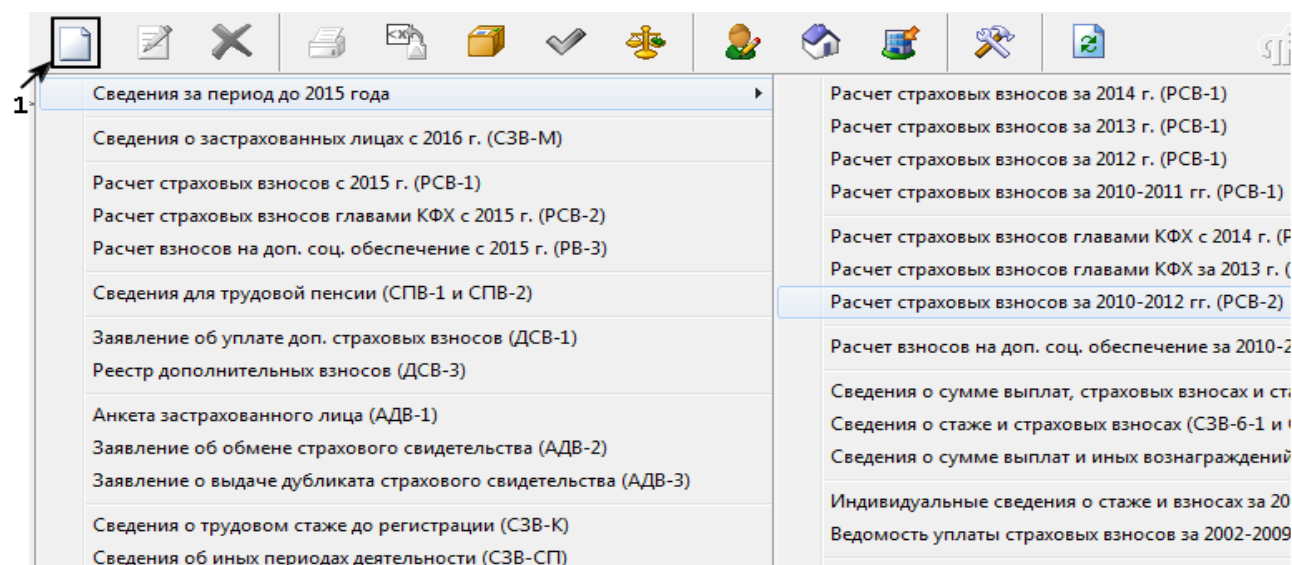 1
Сведения за период до 2015 года
Сведения о застрахованных лицах с 2016 г. (СЗВ-М)
Расчет страховых взносов с 2015 г. (РСВ-1)
Расчет страховых взносов главами КФХ с 2015 г. (РСВ-2)
Расчет взносов на доп. соц. обеспечение с 2015 г. (РВ-3)
Сведения для трудовой пенсии (СПВ-1 и СПВ-2)
Заявление об уплате доп. страховых взносов (ДСВ-1)
Реестр дополнительных взносов (ДСВ-3)
Анкета застрахованного лица (АДВ-1)
Заявление об обмене страхового свидетельства (АДВ-2)
Заявление о выдаче дубликата страхового свидетельства (АДВ-3)
Сведения о трудовом стаже до регистрации (СЗВ-К)
Сведения об иных периодах деятельности (СЗВ-СП)
Расчет страховых взносов за 2014 г. (РСВ-1)
Расчет страховых взносов за 2013 г. (РСВ-1)
Расчет страховых взносов за 2012 г. (РСВ-1)
Расчет страховых взносов за 2010-2011 гг. (РСВ-1)
Расчет страховых взносов главами КФХ с 2014 г. (Р
Расчет страховых взносов главами КФХ за 2013 г. (
Расчет страховых взносов за 2010-2012 гг. (РСВ-2)
Расчет взносов на доп. соц. обеспечение за 2010-2
Сведения о сумме выплат, страховых взносах и ста
Сведения о стаже и страховых взносах (СЗВ-6-1 и
Сведения о сумме выплат и иных вознаграждений
Индивидуальные сведения о стаже и взносах за 20
Ведомость уплаты страховых взносов за 2002-2009